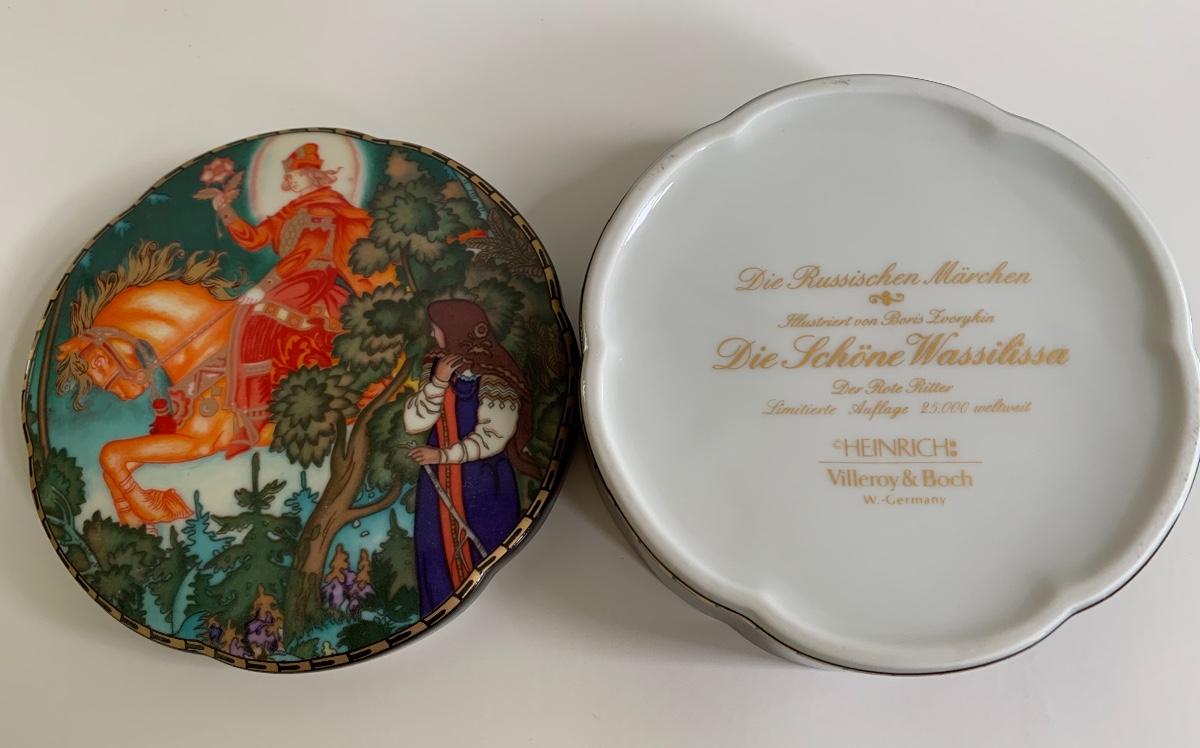 Die Russischen Märchen
Illustriert von Boris Zvorykin
Die Schöne Wassilissa
Der Rote Ritter
Limitierte Auflage 25.000 weltweit
©HEINRICH
Villeroy & Boch
W.-Germany